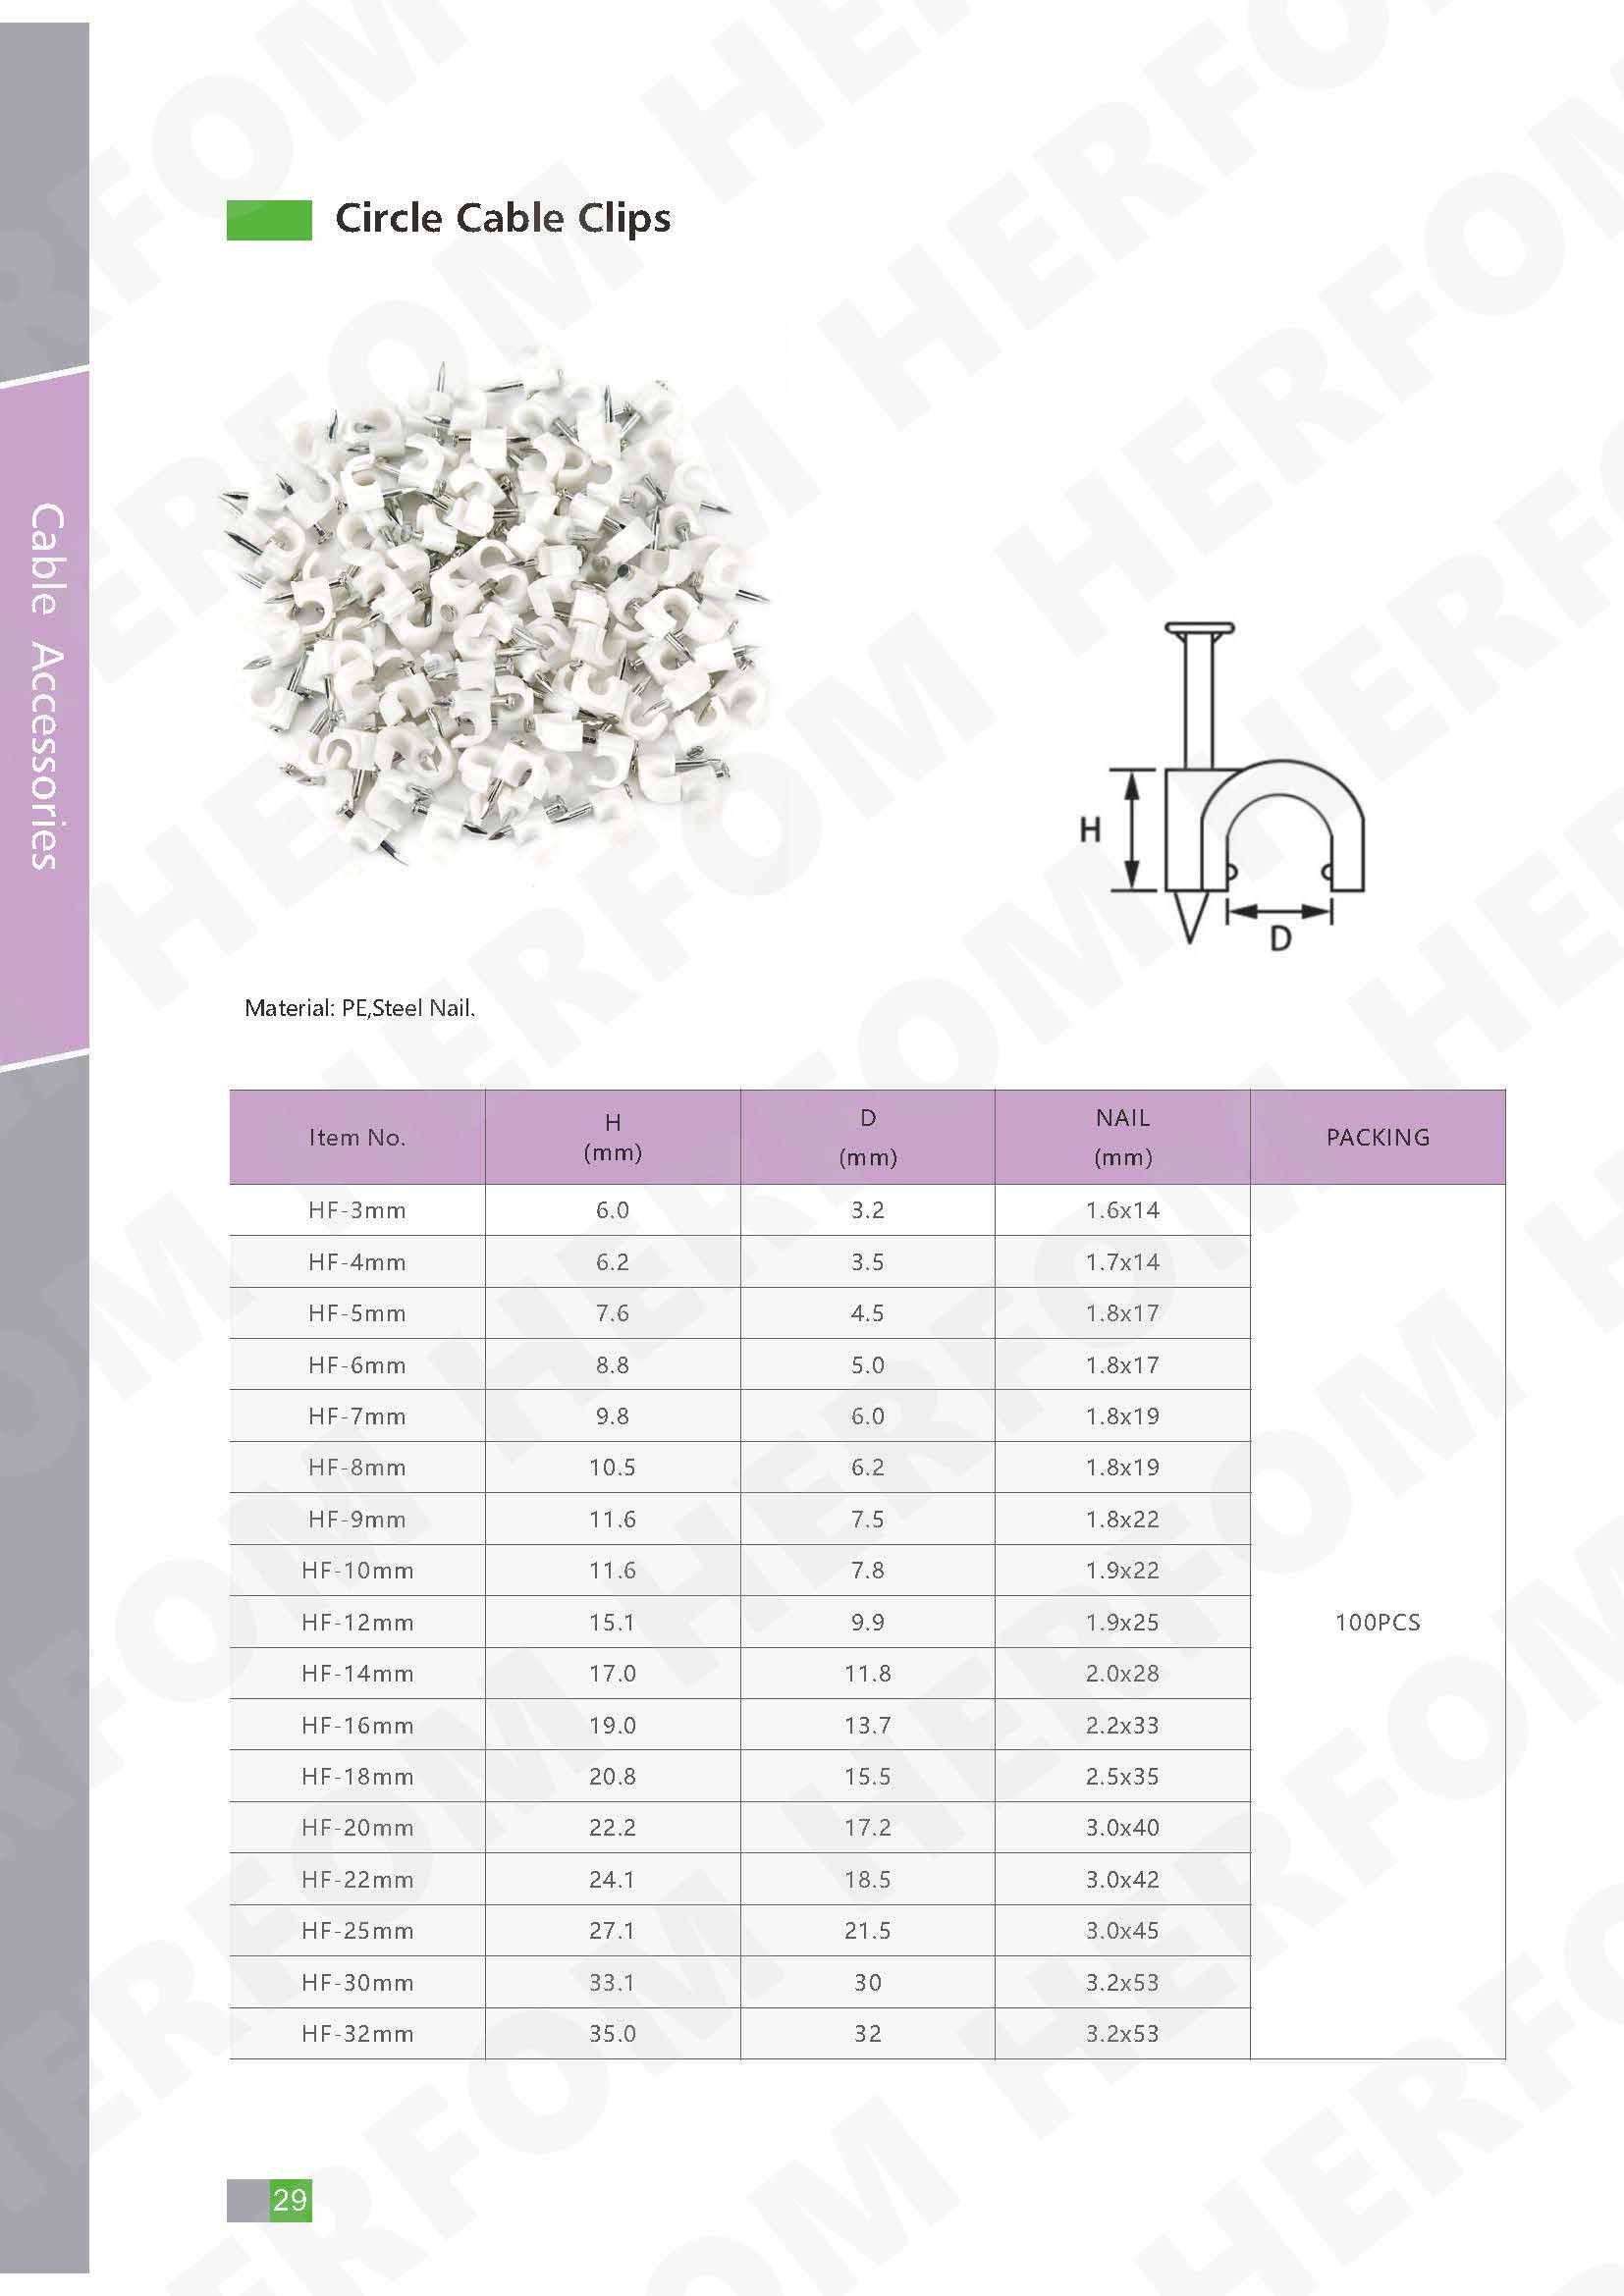 Circle Cable Clips
Cable Accessories
H
D
Material: PE,Steel Nail.
Item No. H (mm) D (mm) NAIL (mm) PACKING
HF-3mm 6.0 3.2 1.6x14
HF-4mm 6.2 3.5 1.7x14
HF-5mm 7.6 4.5 1.8x17
HF-6mm 8.8 5.0 1.8x17
HF-7mm 9.8 6.0 1.8x19
HF-8mm 10.5 6.2 1.8x19
HF-9mm 11.6 7.5 1.8x22
HF-10mm 11.6 7.8 1.9x22
HF-12mm 15.1 9.9 1.9x25 100PCS
HF-14mm 17.0 11.8 2.0x28
HF-16mm 19.0 13.7 2.2x33
HF-18mm 20.8 15.5 2.5x35
HF-20mm 22.2 17.2 3.0x40
HF-22mm 24.1 18.5 3.0x42
HF-25mm 27.1 21.5 3.0x45
HF-30mm 33.1 30 3.2x53
HF-32mm 35.0 32 3.2x53
29
HERFOM